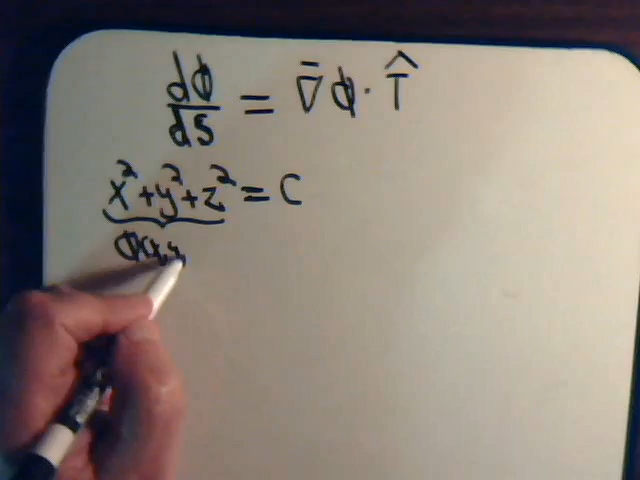 dΦ/ds = ∇̄Φ · T̂
x² + y² + z² = C
Φ(x,y